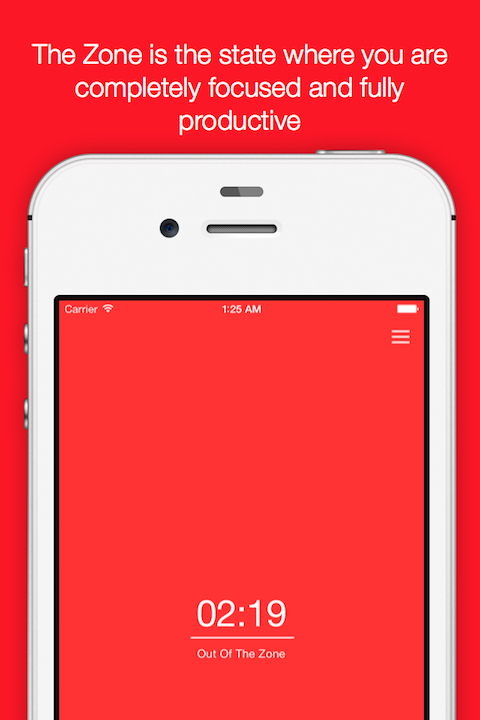 The Zone is the state where you are
completely focused and fully
productive
Carrier 1:25 AM
02:19
Out Of The Zone